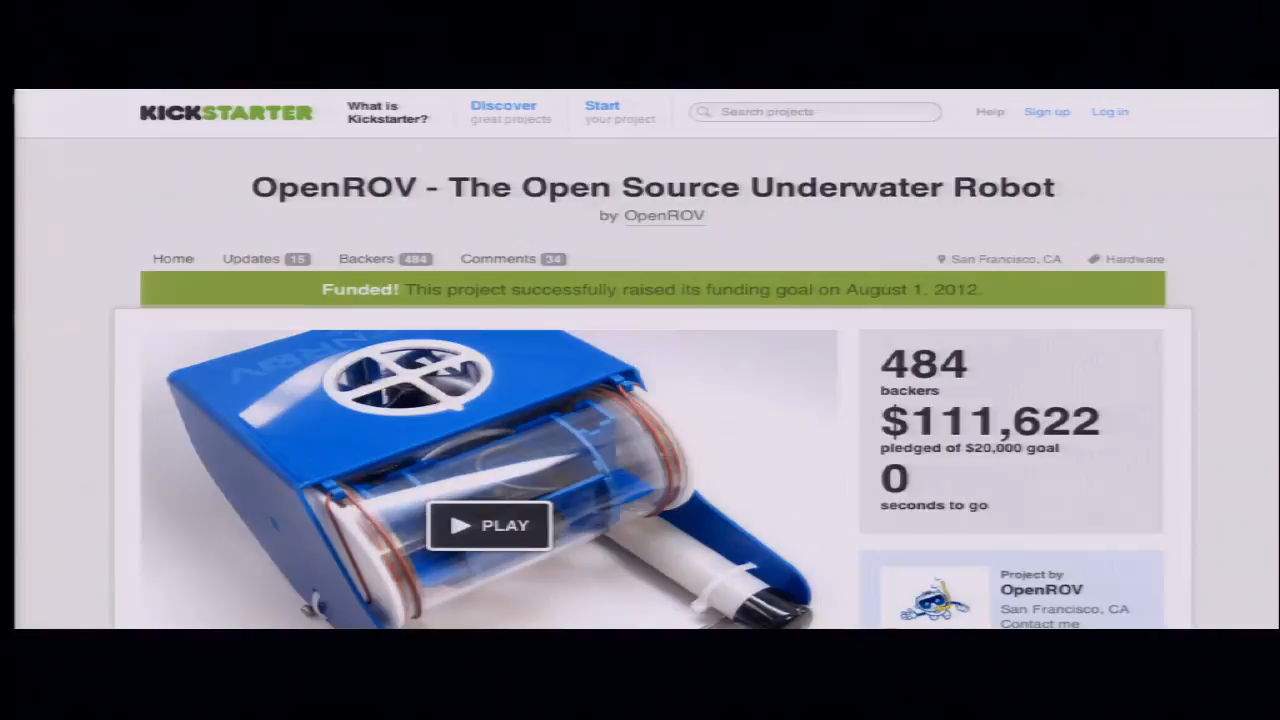 KICKSTARTER
What is
Kickstarter?
Discover
great projects
Start
your project
Search projects
Help
Sign up
Log in
OpenROV - The Open Source Underwater Robot
by OpenROV
Home
Updates 15
Backers 484
Comments 34
San Francisco, CA
Hardware
Funded! This project successfully raised its funding goal on August 1, 2012.
PLAY
484
backers
$111,622
pledged of $20,000 goal
0
seconds to go
Project by
OpenROV
San Francisco, CA
Contact me